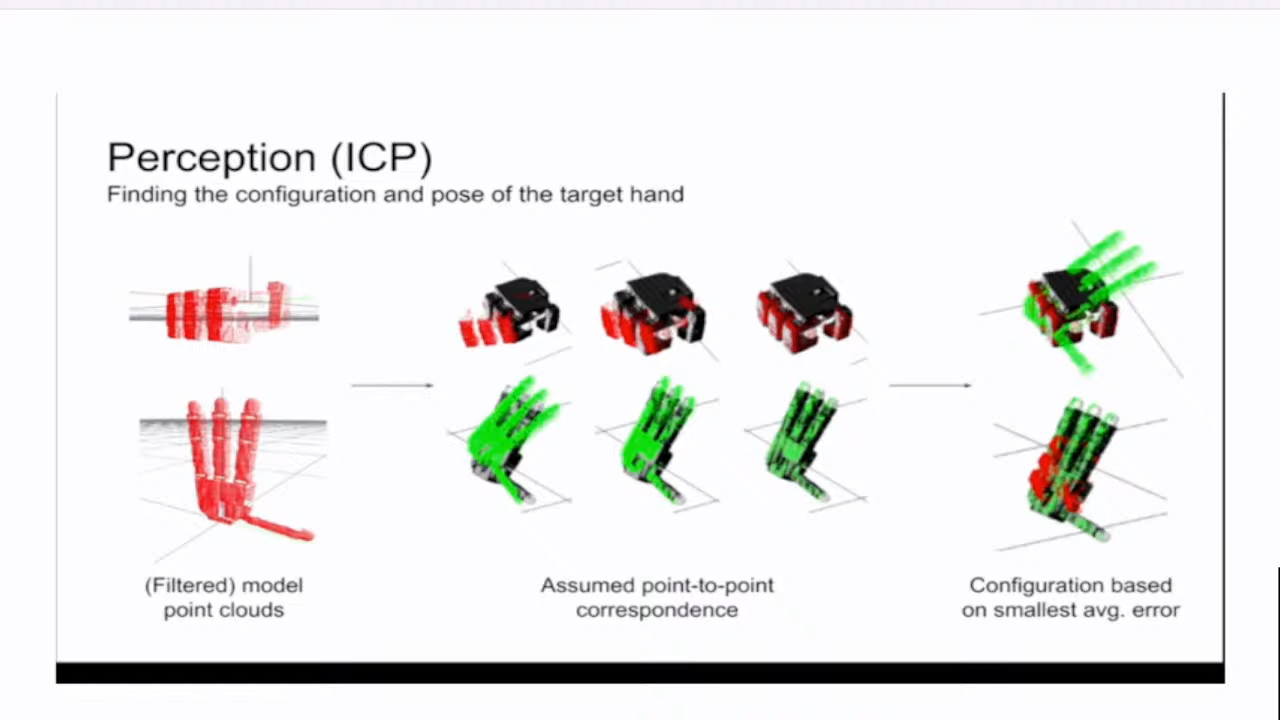 Perception (ICP)
Finding the configuration and pose of the target hand
(Filtered) model
point clouds
Assumed point-to-point
correspondence
Configuration based
on smallest avg. error